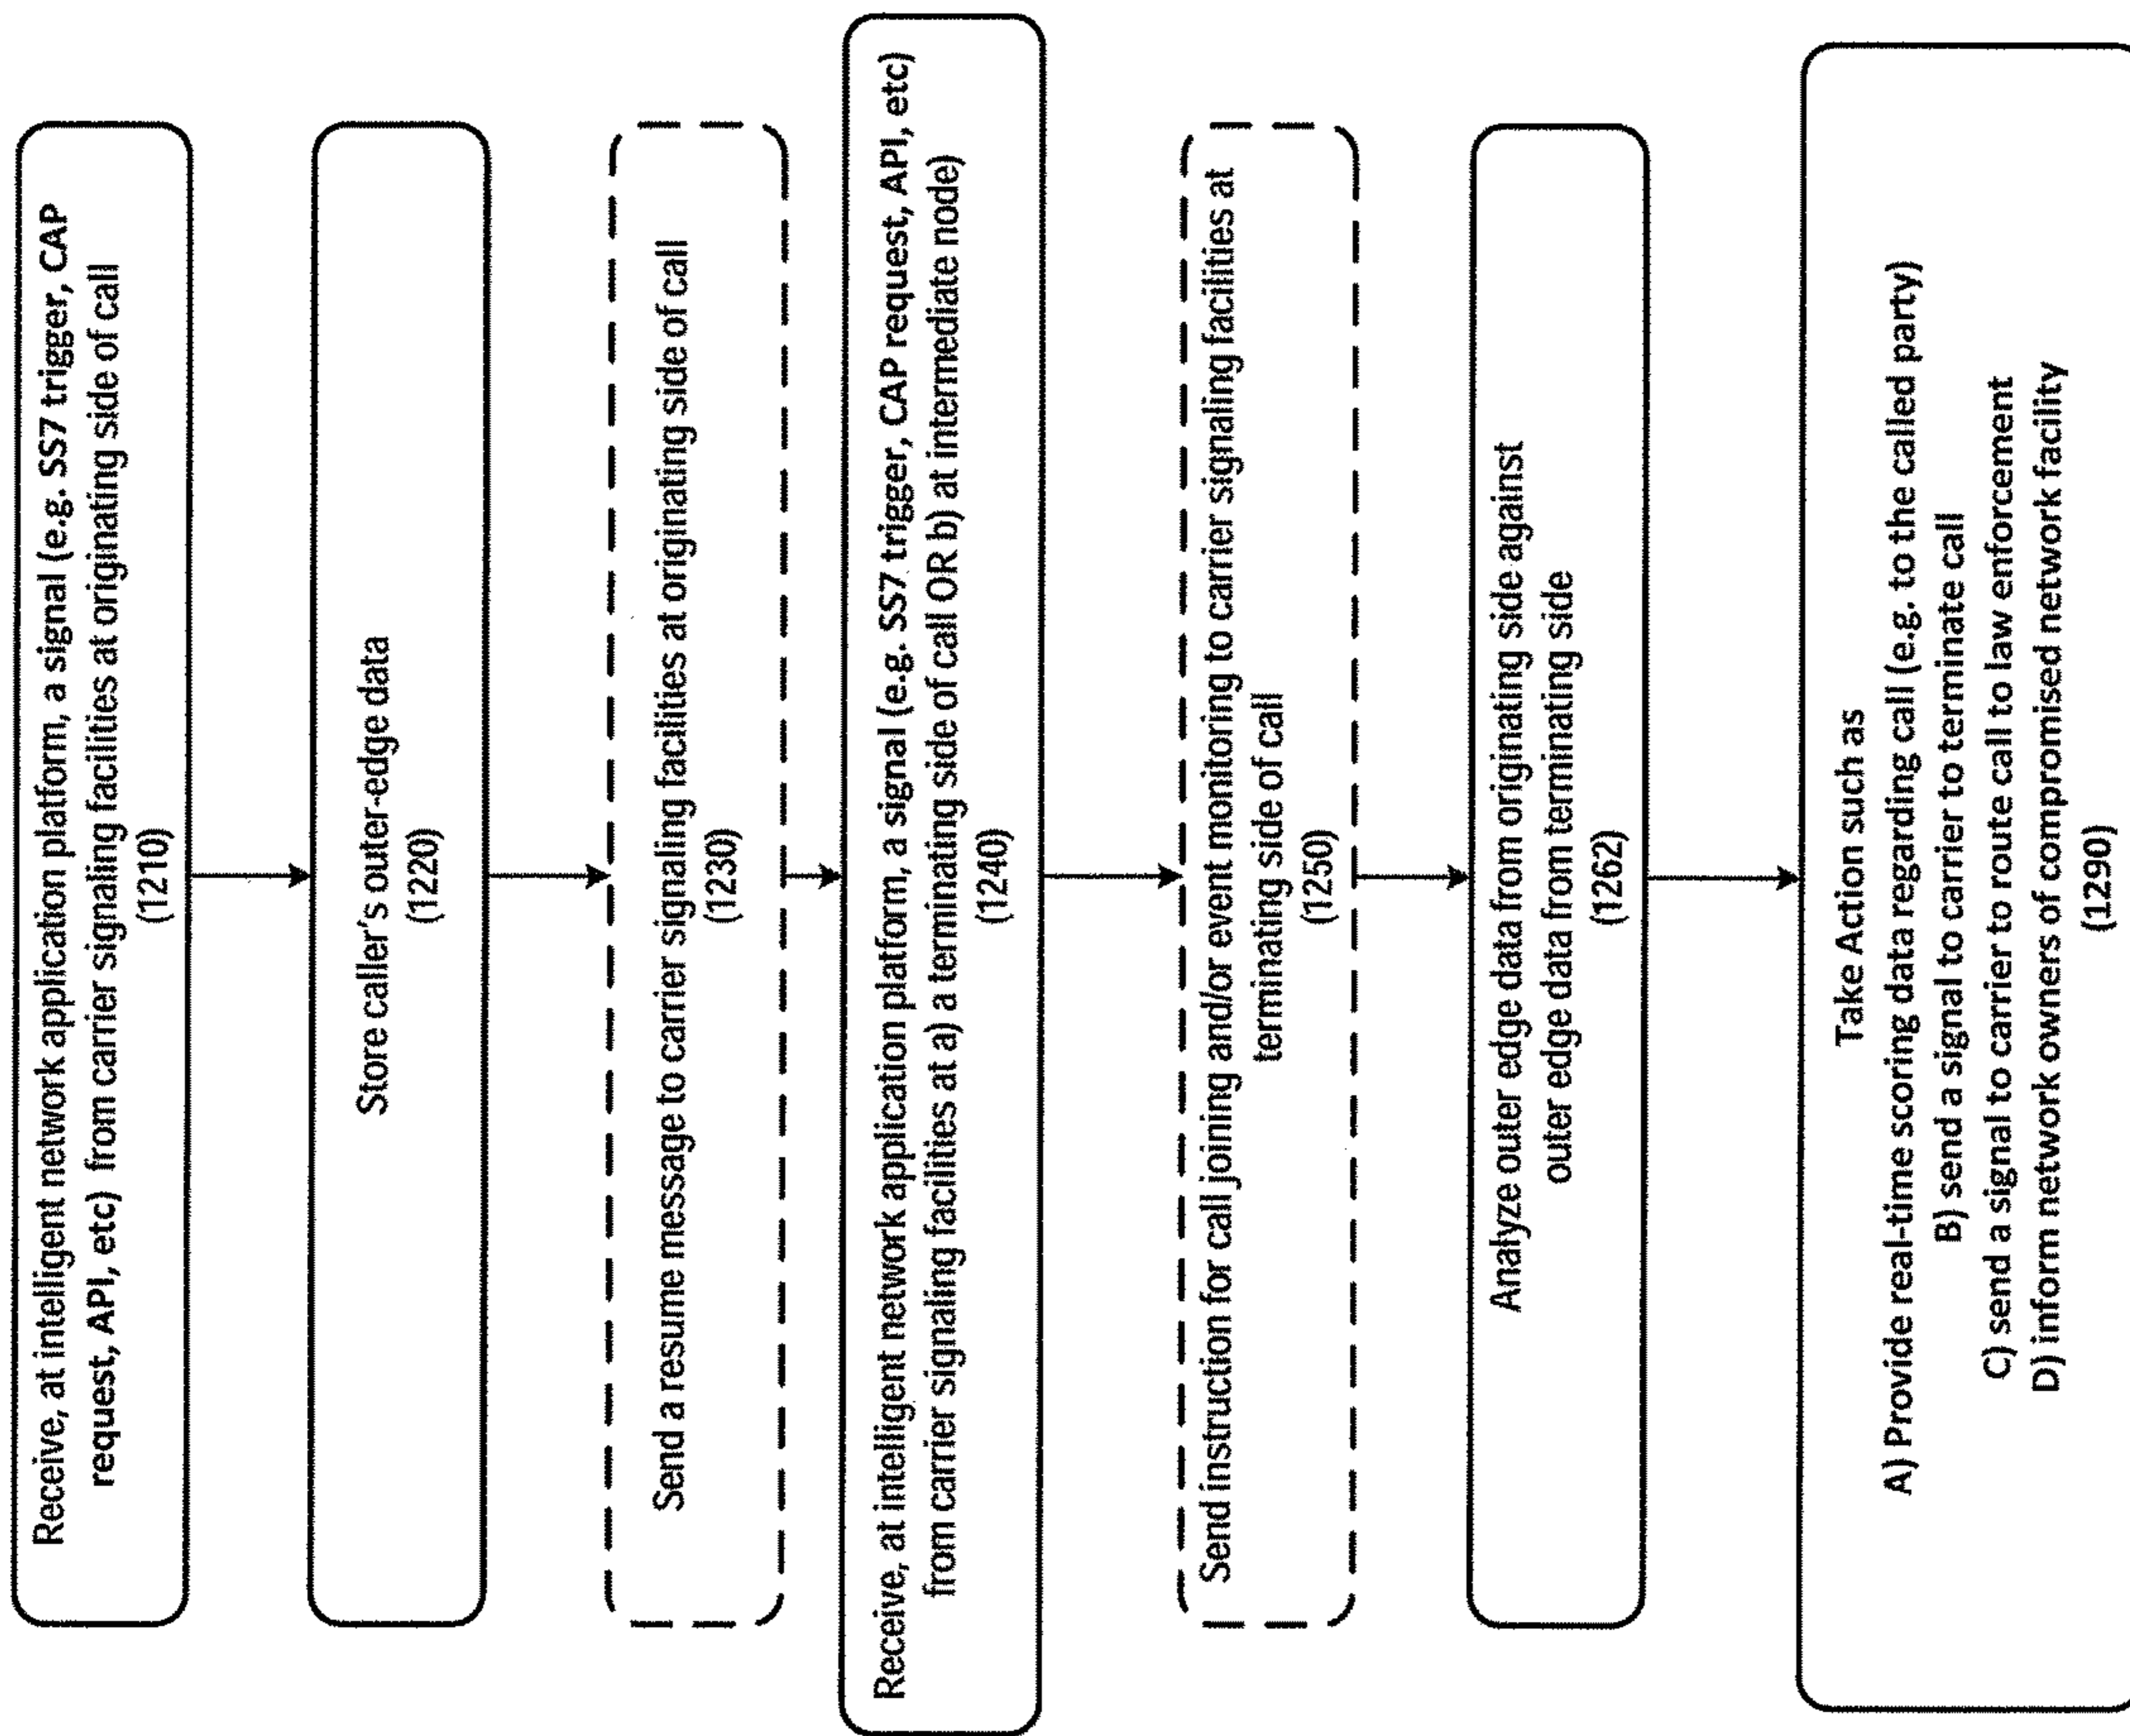 Receive, at intelligent network application platform, a signal (e.g. SS7 trigger, CAP
request, API, etc) from carrier signaling facilities at originating side of call
(1210)
Store caller's outer-edge data
(1220)
Send a resume message to carrier signaling facilities at originating side of call
(1230)
Receive, at intelligent network application platform, a signal (e.g. SS7 trigger, CAP request, API, etc)
from carrier signaling facilities at a) a terminating side of call OR b) at intermediate node)
(1240)
Send instruction for call joining and/or event monitoring to carrier signaling facilities at
terminating side of call
(1250)
Analyze outer edge data from originating side against
outer edge data from terminating side
(1262)
Take Action such as
A) Provide real-time scoring data regarding call (e.g. to the called party)
B) send a signal to carrier to terminate call
C) send a signal to carrier to route call to law enforcement
D) inform network owners of compromised network facility
(1290)